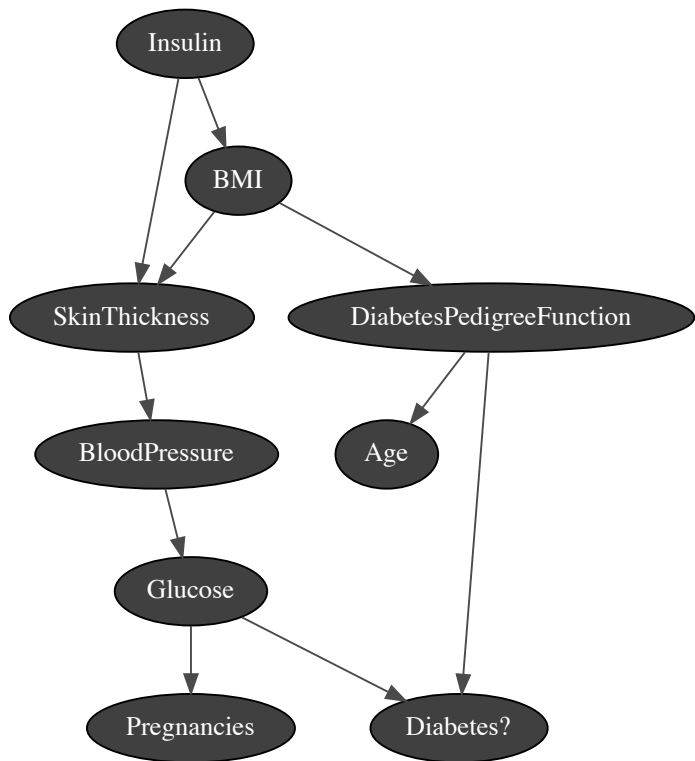 Insulin
BMI
SkinThickness
DiabetesPedigreeFunction
BloodPressure
Age
Glucose
Pregnancies
Diabetes?